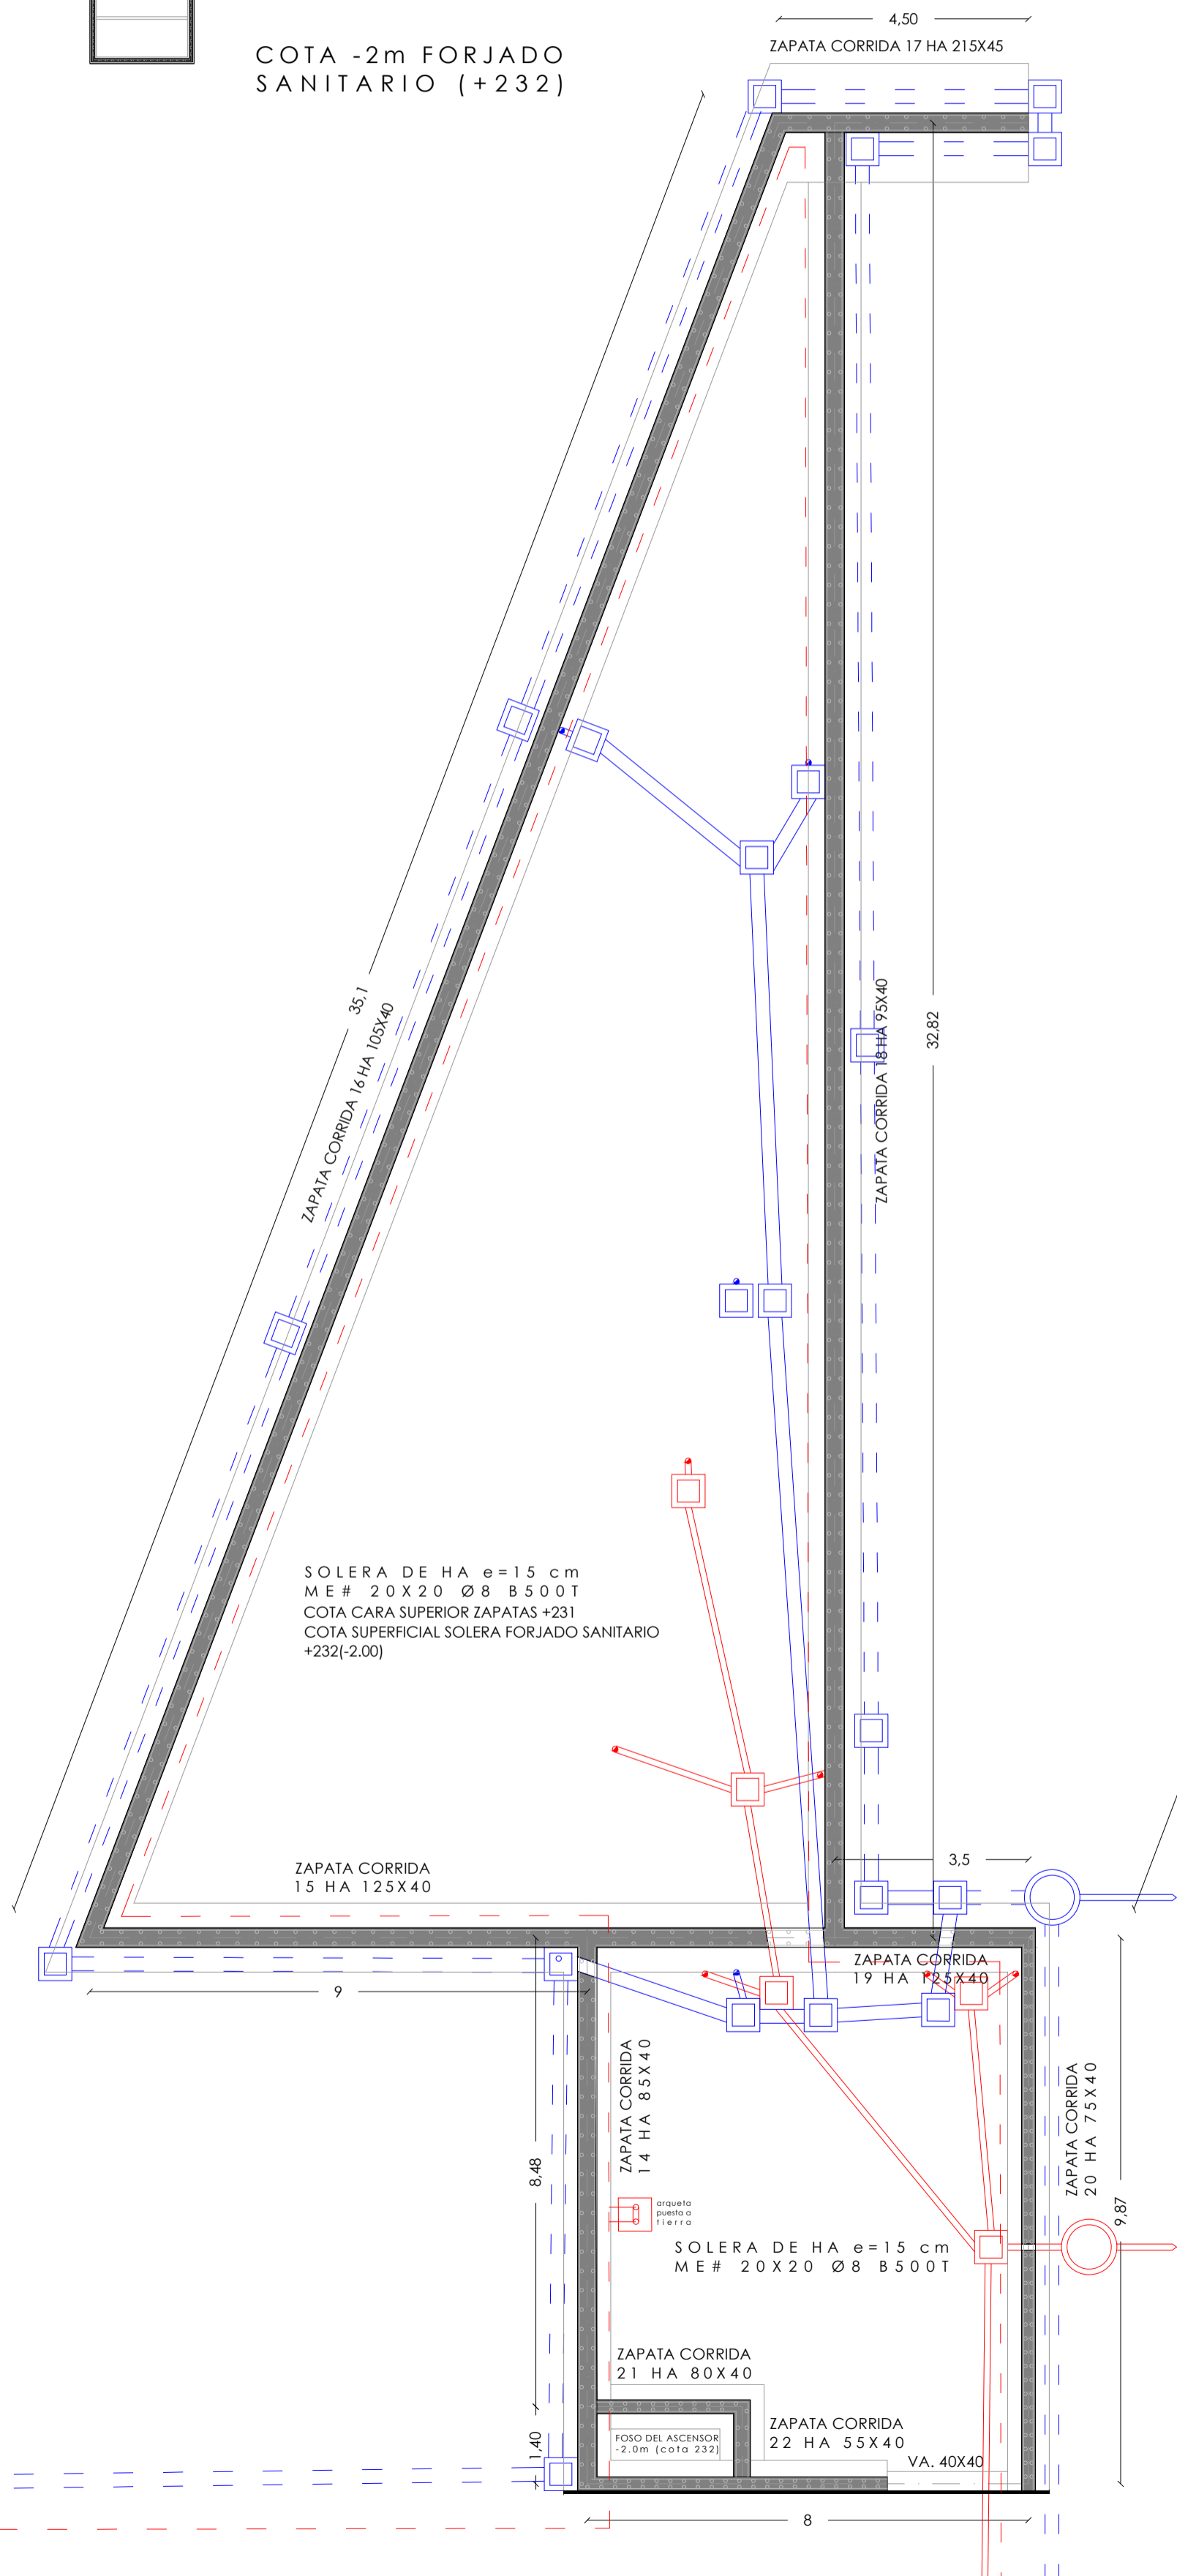 4,50
ZAPATA CORRIDA 17 HA 215X45
COTA -2m FORJADO
SANITARIO (+232)
35,1
ZAPATA CORRIDA 16 HA 105X40
ZAPATA CORRIDA 18 HA 95X40
32,82
SOLERA DE HA e=15 cm
ME# 20X20 Ø8 B500T
COTA CARA SUPERIOR ZAPATAS +231
COTA SUPERFICIAL SOLERA FORJADO SANITARIO
+232(-2.00)
ZAPATA CORRIDA
15 HA 125X40
3,5
ZAPATA CORRIDA
19 HA 125X40
9
ZAPATA CORRIDA
14 HA 85X40
ZAPATA CORRIDA
20 HA 75X40
8,48
9,87
arqueta
puesta a
tierra
SOLERA DE HA e=15 cm
ME# 20X20 Ø8 B500T
ZAPATA CORRIDA
21 HA 80X40
ZAPATA CORRIDA
22 HA 55X40
FOSO DEL ASCENSOR
-2.0m (cota 232)
1,40
VA. 40X40
8